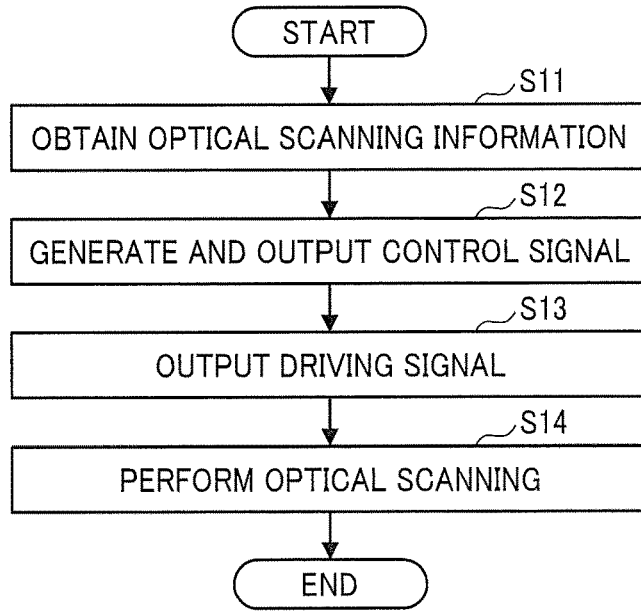 START
S11
OBTAIN OPTICAL SCANNING INFORMATION
S12
GENERATE AND OUTPUT CONTROL SIGNAL
S13
OUTPUT DRIVING SIGNAL
S14
PERFORM OPTICAL SCANNING
END